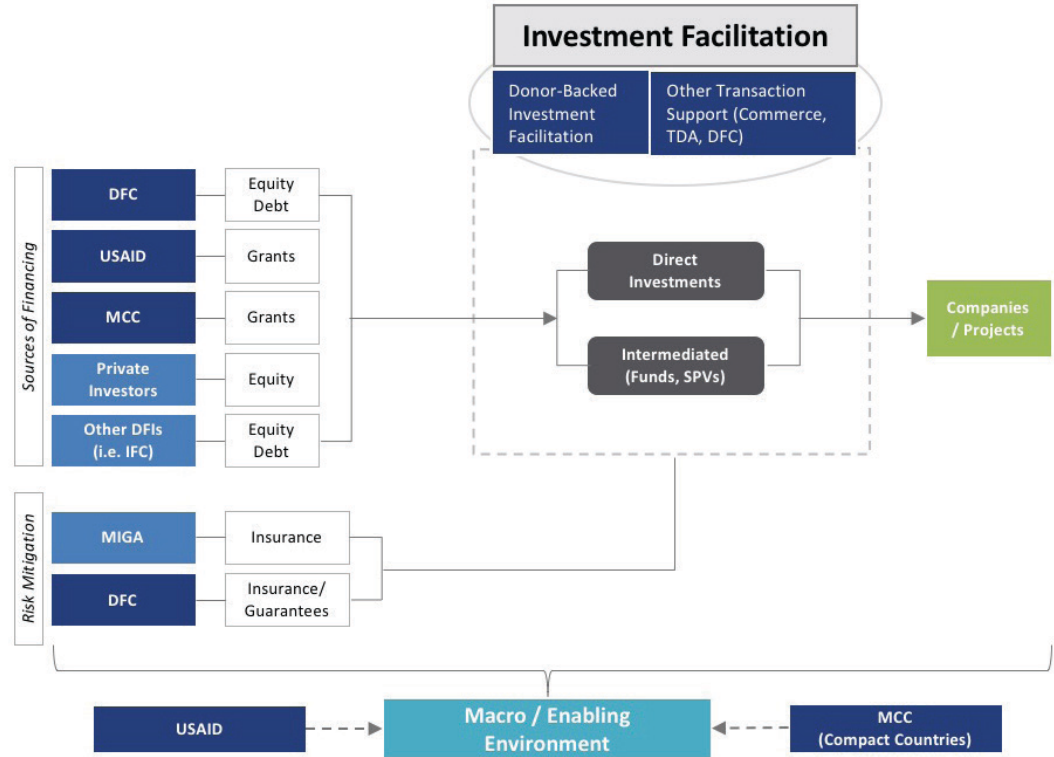 Investment Facilitation
Donor-Backed
Investment
Facilitation
Other Transaction
Support (Commerce,
TDA, DFC)
Sources of Financing
DFC
Equity
Debt
USAID
Grants
MCC
Grants
Private
Investors
Equity
Other DFIs
(i.e. IFC)
Equity
Debt
Direct
Investments
Intermediated
(Funds, SPVs)
Companies
/ Projects
Risk Mitigation
MIGA
Insurance
DFC
Insurance/
Guarantees
USAID
Macro / Enabling
Environment
MCC
(Compact Countries)